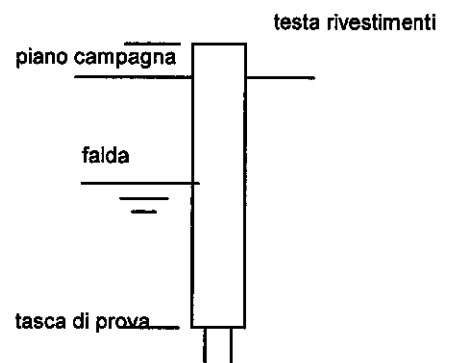 testa rivestimenti
piano campagna
falda
tasca di prova